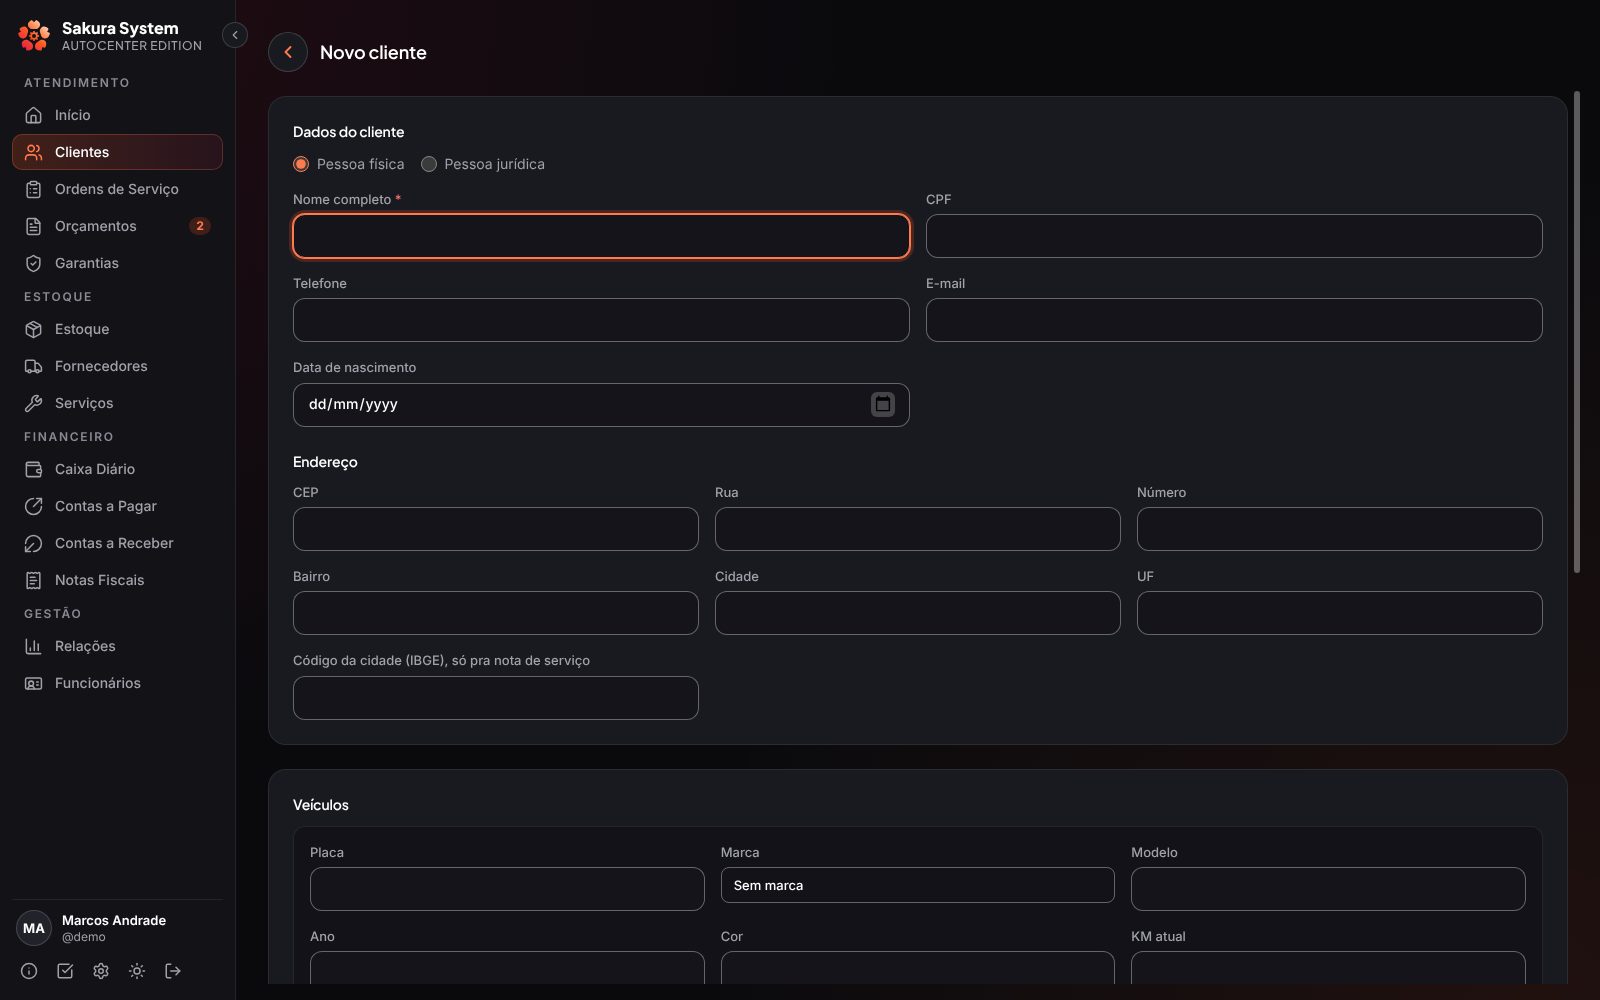 Sakura System
AUTOCENTER EDITION
ATENDIMENTO
Início
Clientes
Ordens de Serviço
Orçamentos 2
Garantias
ESTOQUE
Estoque
Fornecedores
Serviços
FINANCEIRO
Caixa Diário
Contas a Pagar
Contas a Receber
Notas Fiscais
GESTÃO
Relações
Funcionários
MA
Marcos Andrade
@demo
Novo cliente
Dados do cliente
Pessoa física Pessoa jurídica
Nome completo * CPF
Telefone E-mail
Data de nascimento
dd/mm/yyyy
Endereço
CEP Rua Número
Bairro Cidade UF
Código da cidade (IBGE), só pra nota de serviço
Veículos
Placa Marca Modelo
Sem marca
Ano Cor KM atual